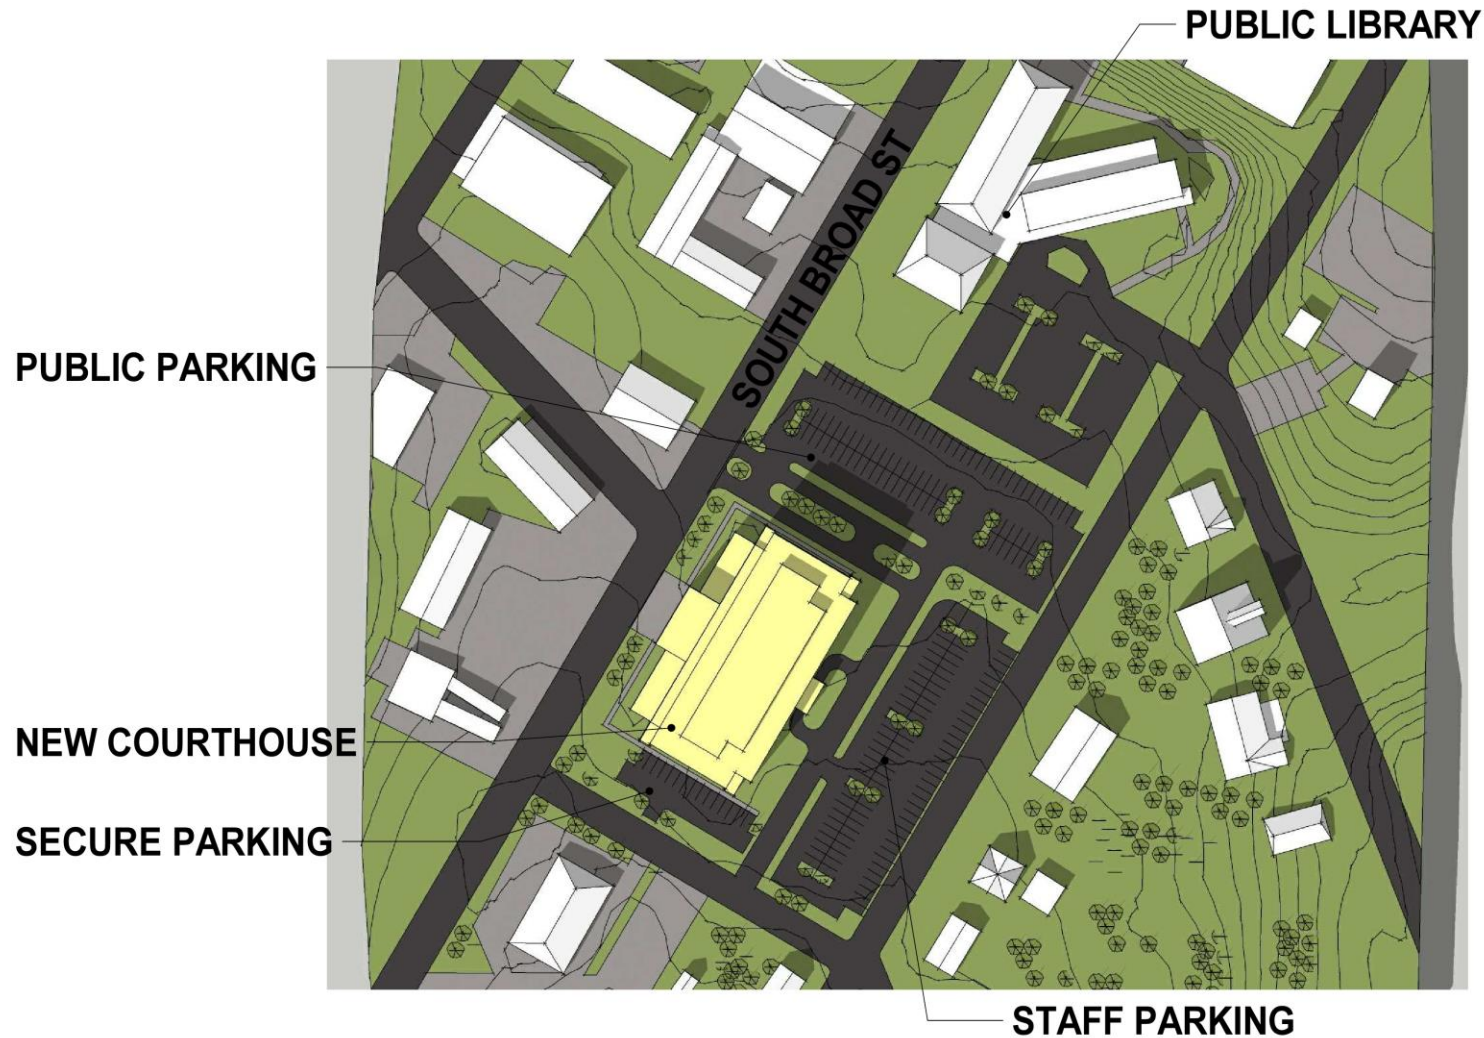 PUBLIC LIBRARY
SOUTH BROAD ST
PUBLIC PARKING
NEW COURTHOUSE
SECURE PARKING
STAFF PARKING